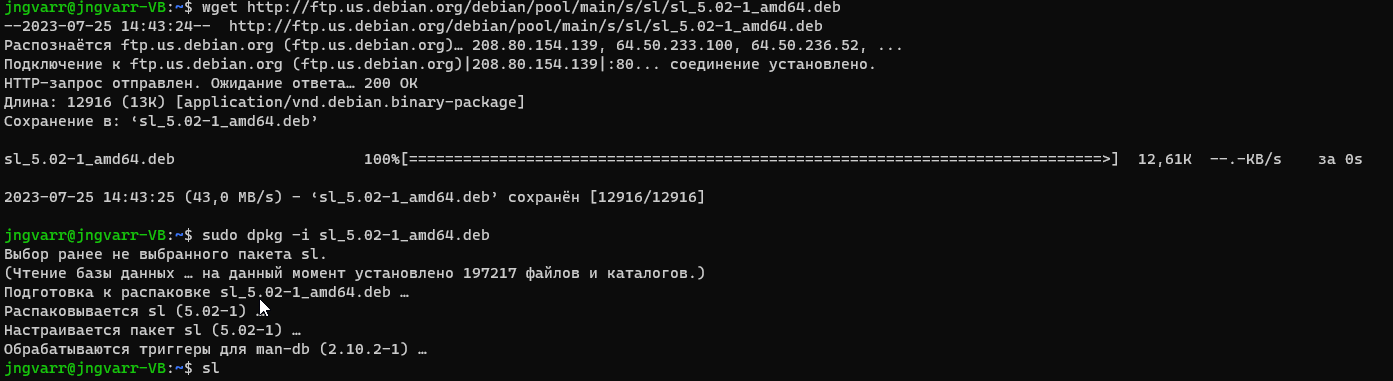 jngvarr@jngvarr-VB:~$ wget http://ftp.us.debian.org/debian/pool/main/s/sl/sl_5.02-1_amd64.deb
--2023-07-25 14:43:24--  http://ftp.us.debian.org/debian/pool/main/s/sl/sl_5.02-1_amd64.deb
Распознаётся ftp.us.debian.org (ftp.us.debian.org)… 208.80.154.139, 64.50.233.100, 64.50.236.52, ...
Подключение к ftp.us.debian.org (ftp.us.debian.org)|208.80.154.139|:80... соединение установлено.
HTTP-запрос отправлен. Ожидание ответа… 200 OK
Длина: 12916 (13K) [application/vnd.debian.binary-package]
Сохранение в: ‘sl_5.02-1_amd64.deb’
sl_5.02-1_amd64.deb                     100%[=============================================================================>]  12,61K  --.-KB/s    за 0s
2023-07-25 14:43:25 (43,0 MB/s) - ‘sl_5.02-1_amd64.deb’ сохранён [12916/12916]
jngvarr@jngvarr-VB:~$ sudo dpkg -i sl_5.02-1_amd64.deb
Выбор ранее не выбранного пакета sl.
(Чтение базы данных … на данный момент установлено 197217 файлов и каталогов.)
Подготовка к распаковке sl_5.02-1_amd64.deb …
Распаковывается sl (5.02-1) …
Настраивается пакет sl (5.02-1) …
Обрабатываются триггеры для man-db (2.10.2-1) …
jngvarr@jngvarr-VB:~$ sl